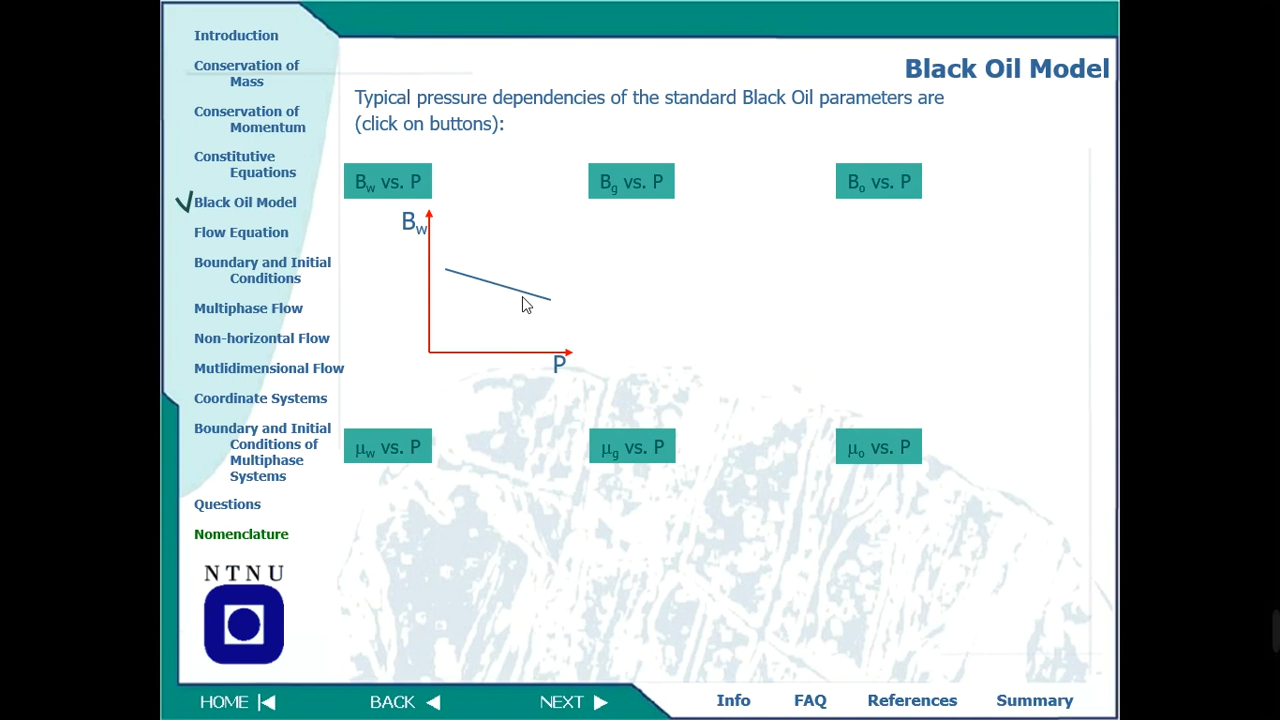 Introduction
Conservation of
Mass
Conservation of
Momentum
Constitutive
Equations
Black Oil Model
Flow Equation
Boundary and Initial
Conditions
Multiphase Flow
Non-horizontal Flow
Mutlidimensional Flow
Coordinate Systems
Boundary and Initial
Conditions of
Multiphase
Systems
Questions
Nomenclature
NTNU
Black Oil Model
Typical pressure dependencies of the standard Black Oil parameters are
(click on buttons):
Bw vs. P
Bg vs. P
Bo vs. P
Bw
P
μw vs. P
μg vs. P
μo vs. P
HOME
BACK
NEXT
Info
FAQ
References
Summary